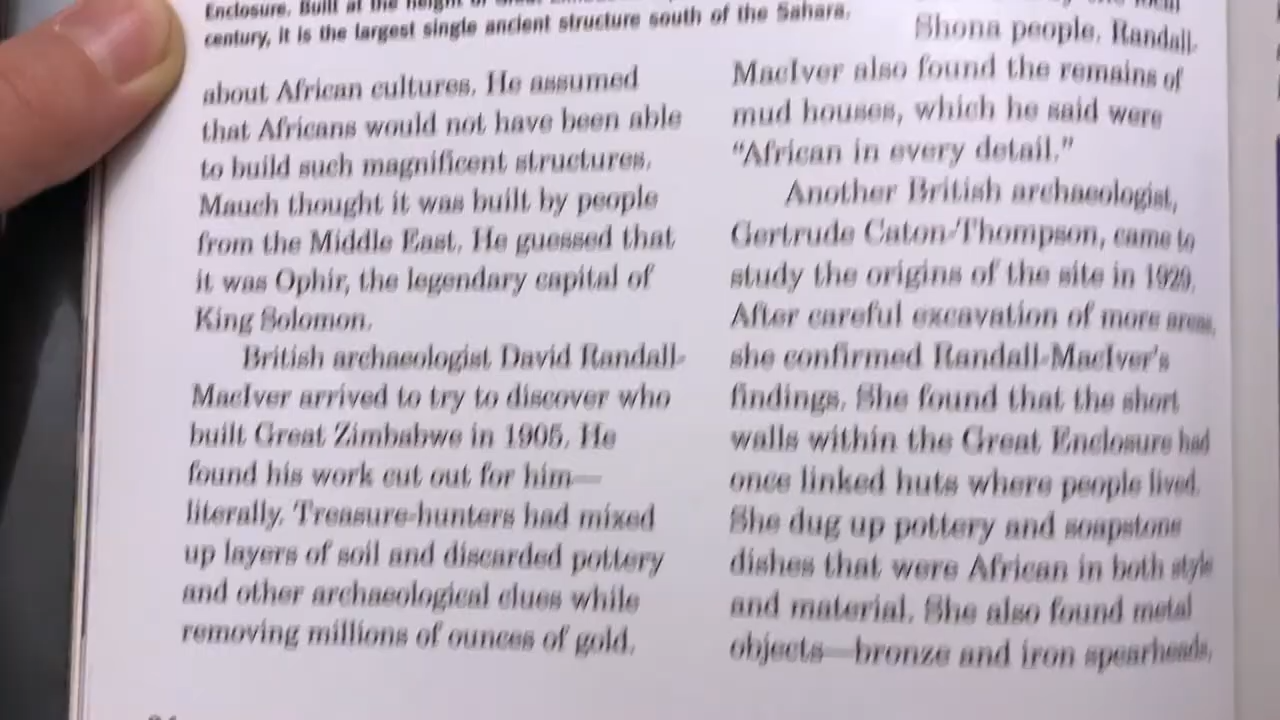 Enclosure. Built at the height of Great
century, it is the largest single ancient structure south of the Sahara.
about African cultures. He assumed
that Africans would not have been able
to build such magnificent structures.
Mauch thought it was built by people
from the Middle East. He guessed that
it was Ophir, the legendary capital of
King Solomon.
British archaeologist David Randall-
MacIver arrived to try to discover who
built Great Zimbabwe in 1905. He
found his work cut out for him—
literally. Treasure-hunters had mixed
up layers of soil and discarded pottery
and other archaeological clues while
removing millions of ounces of gold.
Shona people. Randall-
MacIver also found the remains of
mud houses, which he said were
“African in every detail.”
Another British archaeologist,
Gertrude Caton-Thompson, came to
study the origins of the site in 1929.
After careful excavation of more areas,
she confirmed Randall-MacIver's
findings. She found that the short
walls within the Great Enclosure had
once linked huts where people lived.
She dug up pottery and soapstone
dishes that were African in both style
and material. She also found metal
objects—bronze and iron spearheads,